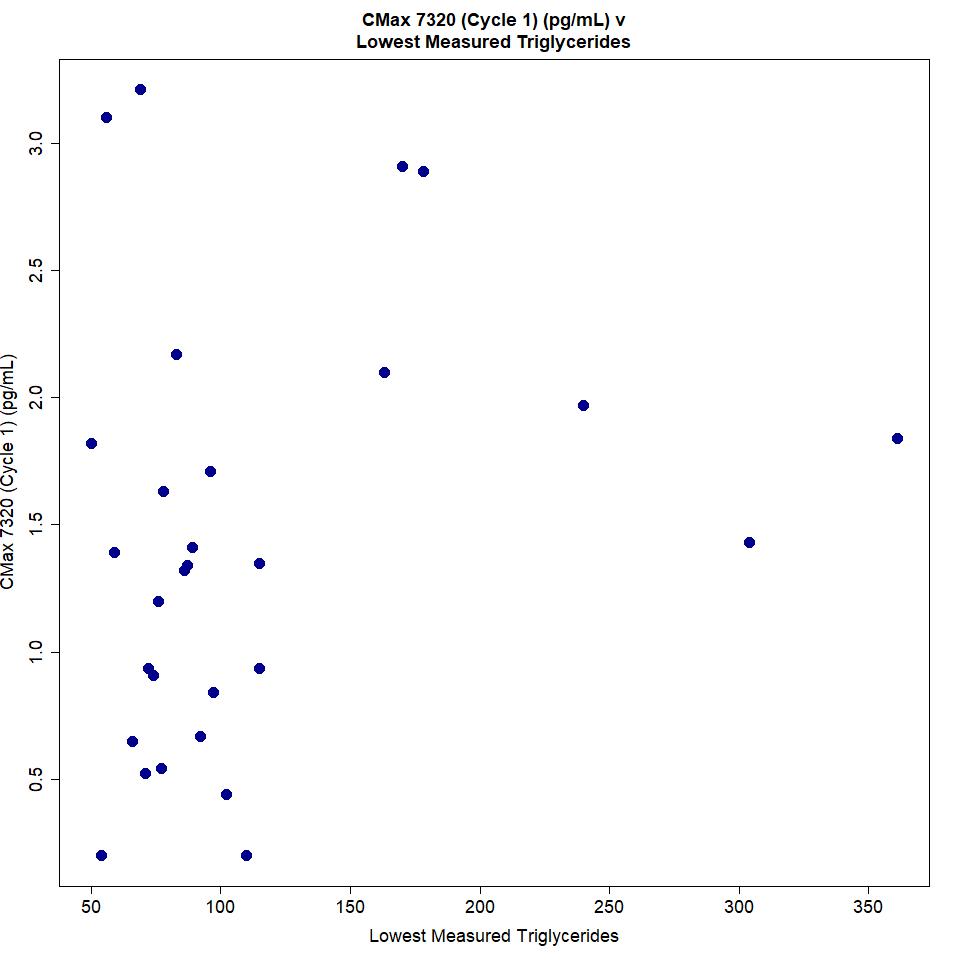 CMax 7320 (Cycle 1) (pg/mL) v
Lowest Measured Triglycerides
CMax 7320 (Cycle 1) (pg/mL)
3.0
2.5
2.0
1.5
1.0
0.5
50 100 150 200 250 300 350
Lowest Measured Triglycerides